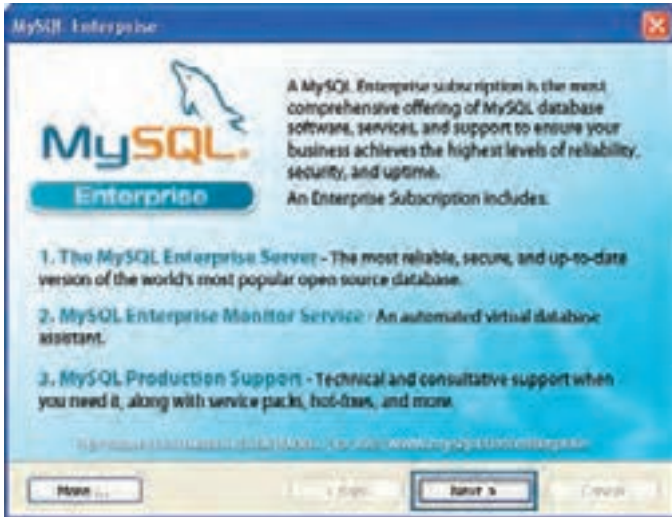 MySQL Enterprise
A MySQL Enterprise subscription is the most
comprehensive offering of MySQL database
software, services, and support to ensure your
business achieves the highest levels of reliability,
security, and uptime.
MySQL.
Enterprise
An Enterprise Subscription includes:
1. The MySQL Enterprise Server - The most reliable, secure, and up-to-date
version of the world's most popular open source database.
2. MySQL Enterprise Monitor Service - An automated virtual database
assistant.
3. MySQL Production Support - Technical and consultative support when
you need it, along with service packs, hot-fixes, and more.
More ...
Next >
Cancel